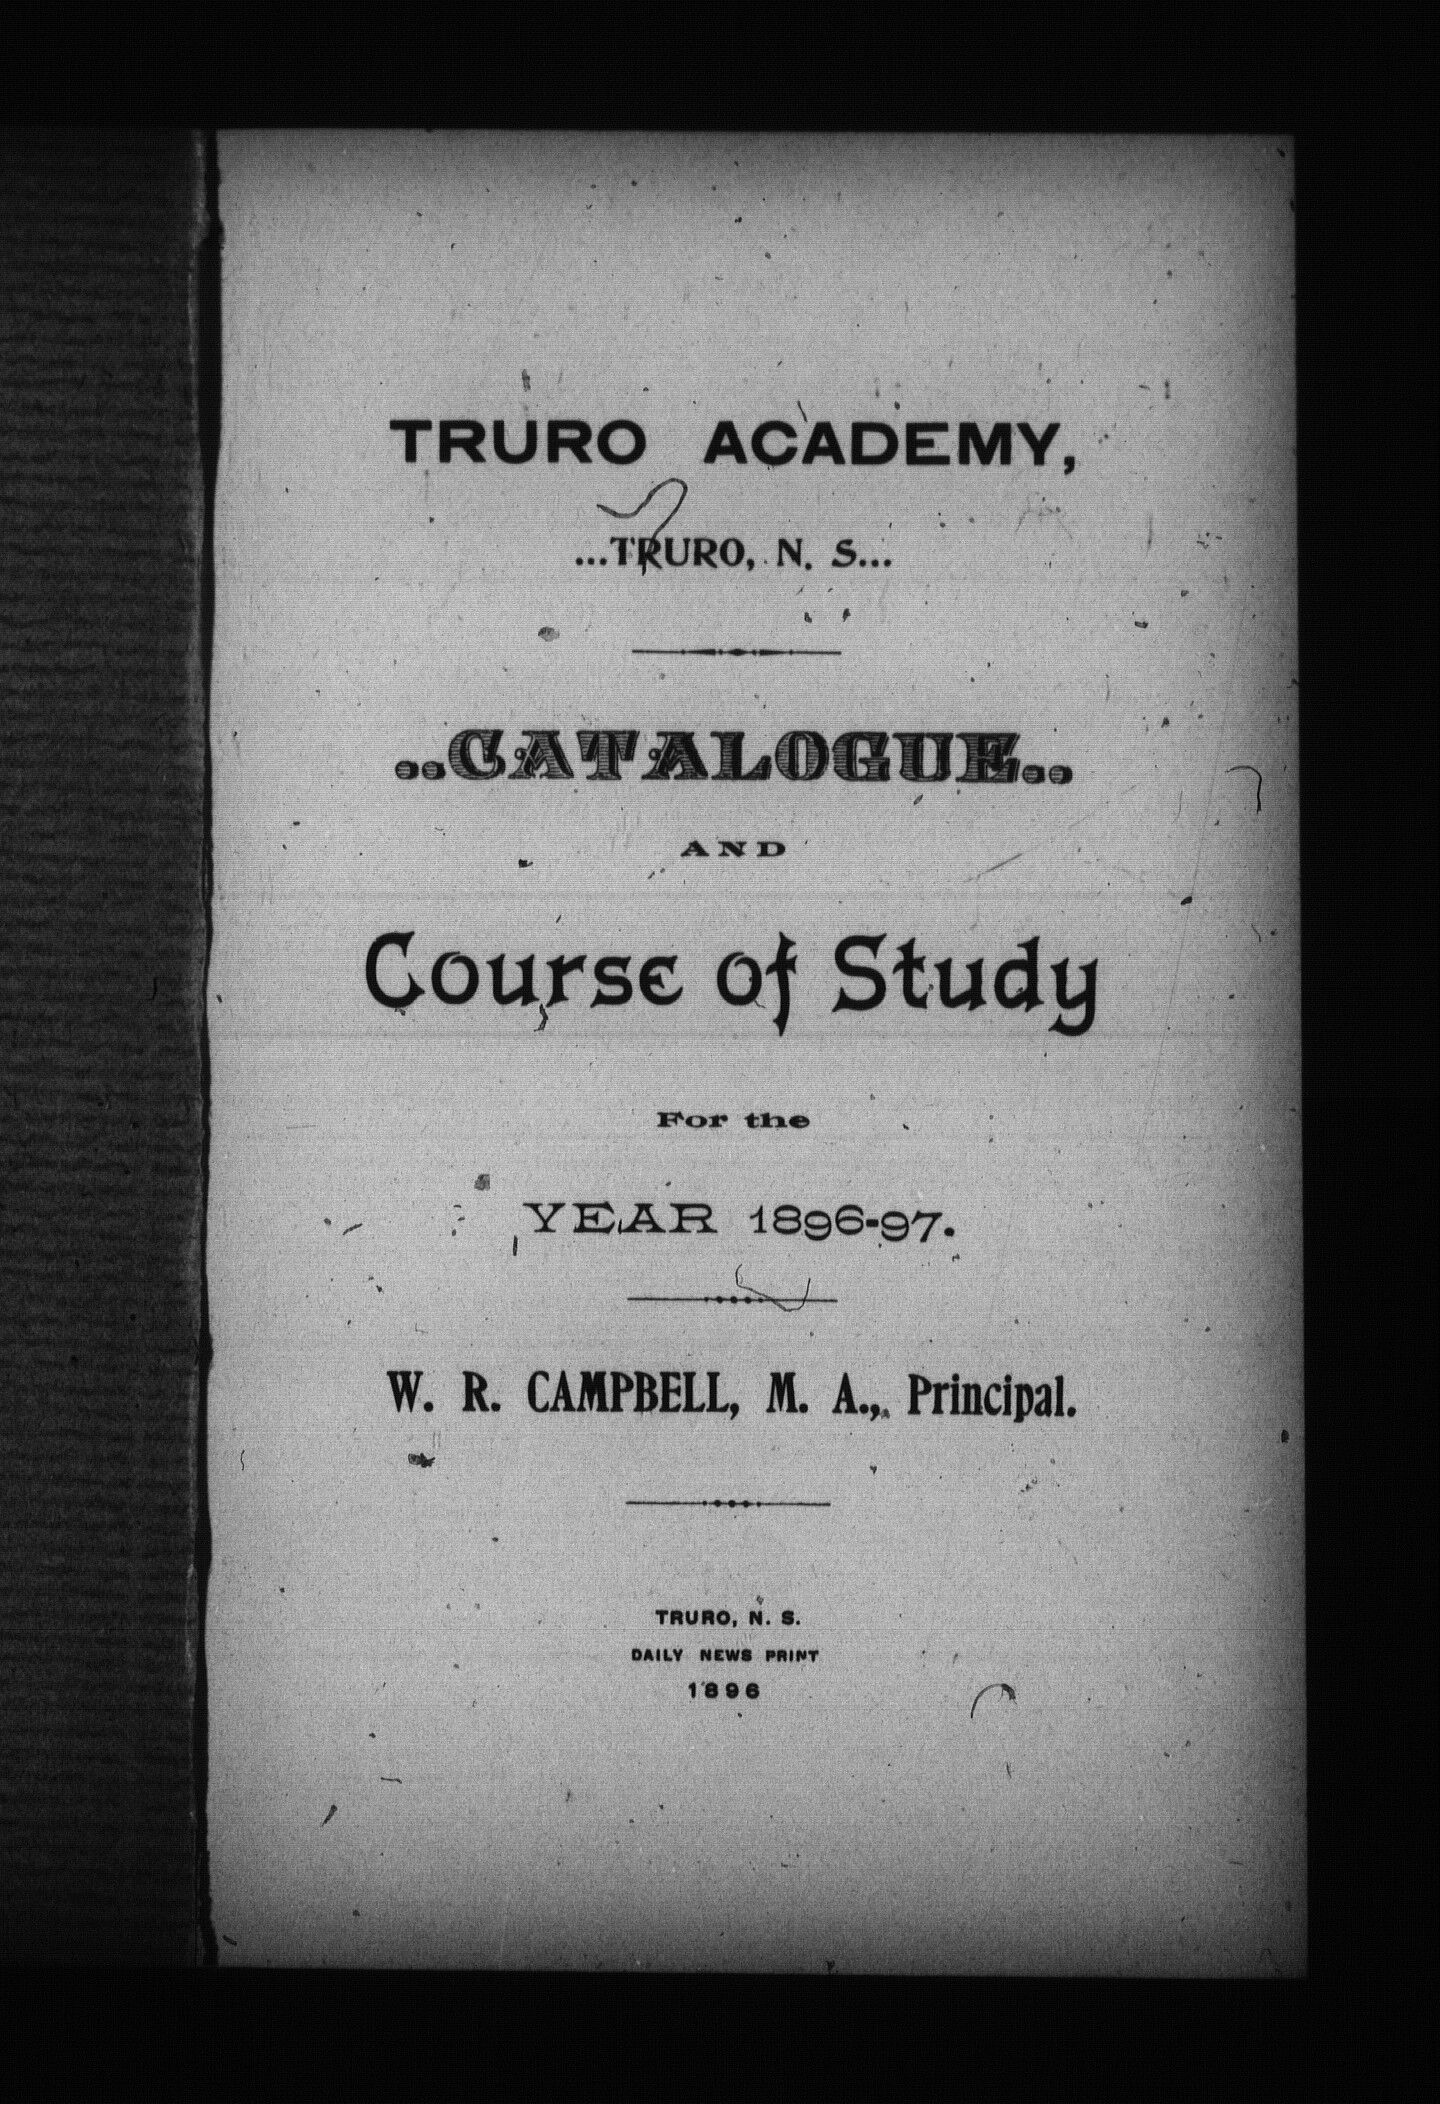 TRURO ACADEMY,
...TRURO, N. S...
..CATALOGUE..
AND
Course of Study
For the
YEAR 1896-97.
W. R. CAMPBELL, M. A., Principal.
TRURO, N. S.
DAILY NEWS PRINT
1896